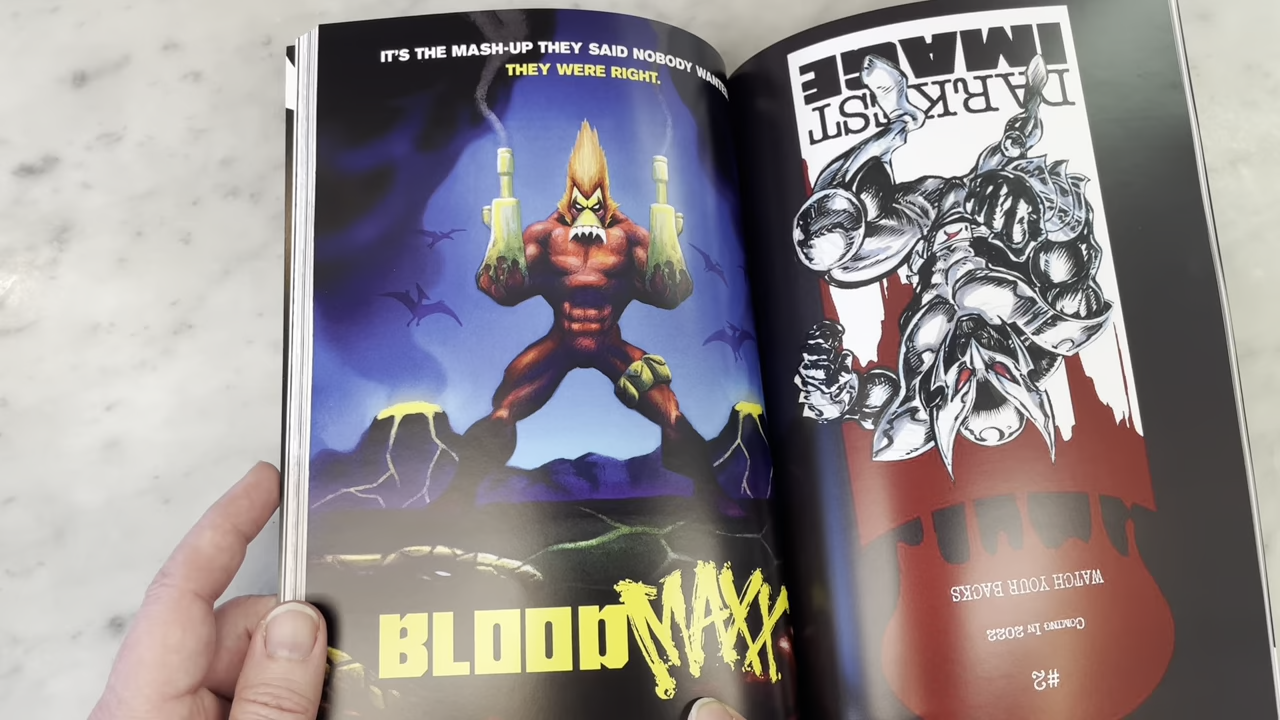 IT'S THE MASH-UP THEY SAID NOBODY WANTED
THEY WERE RIGHT.
BLOODMAXX
#2
COMING IN 2022
WATCH YOUR BACKS
DARKEST
IMAGE